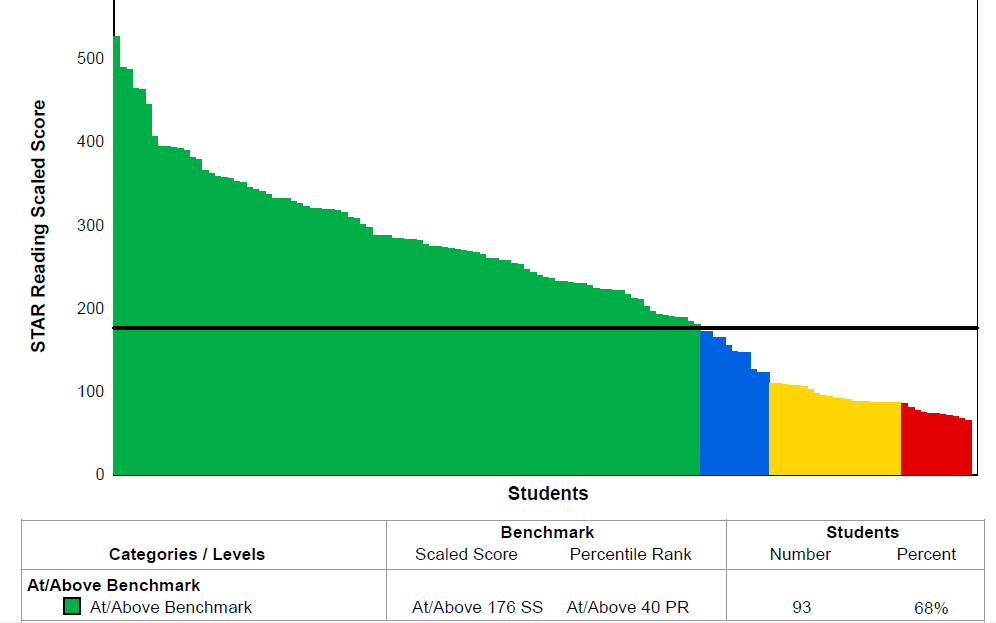 500
400
300
200
100
0
STAR Reading Scaled Score
Students
Benchmark Students
Categories / Levels Scaled Score Percentile Rank Number Percent
At/Above Benchmark
At/Above Benchmark At/Above 176 SS At/Above 40 PR 93 68%